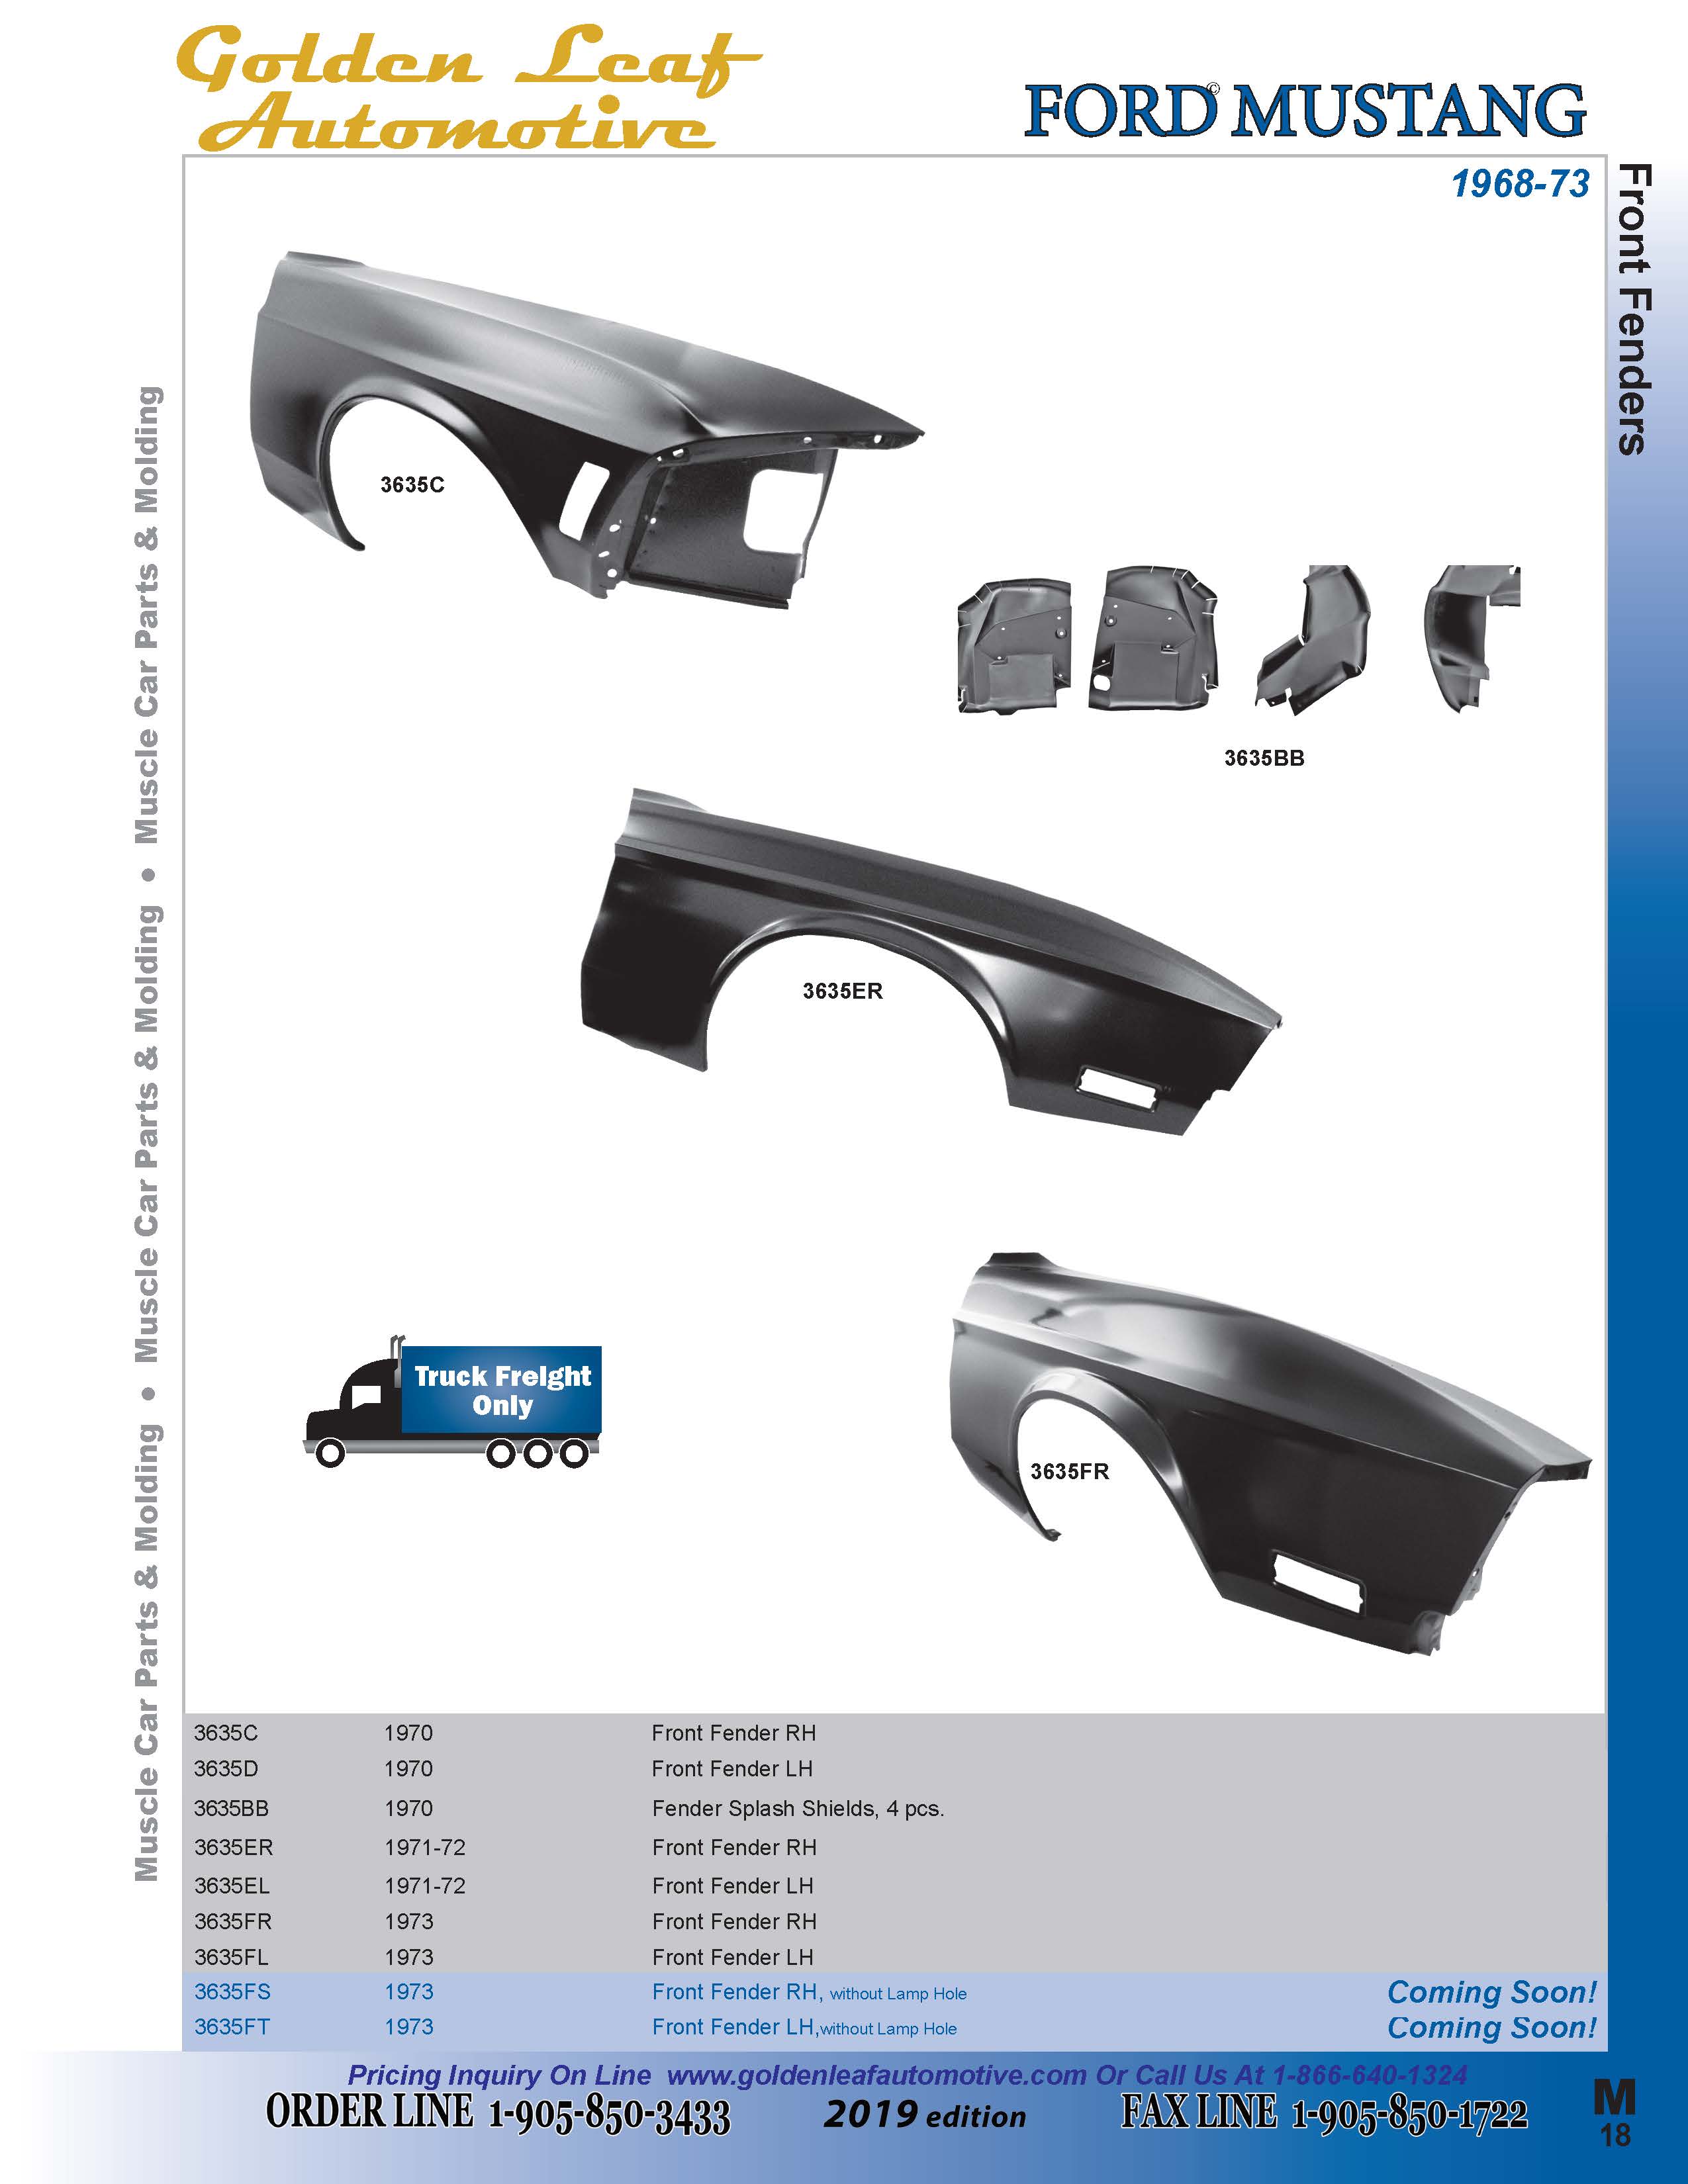 Golden Leaf
Automotive
FORD© MUSTANG
1968-73
Front Fenders
Muscle Car Parts & Molding • Muscle Car Parts & Molding • Muscle Car Parts & Molding
3635C
3635BB
3635ER
Truck Freight
Only
3635FR
3635C 1970 Front Fender RH
3635D 1970 Front Fender LH
3635BB 1970 Fender Splash Shields, 4 pcs.
3635ER 1971-72 Front Fender RH
3635EL 1971-72 Front Fender LH
3635FR 1973 Front Fender RH
3635FL 1973 Front Fender LH
3635FS 1973 Front Fender RH, without Lamp Hole Coming Soon!
3635FT 1973 Front Fender LH,without Lamp Hole Coming Soon!
Pricing Inquiry On Line www.goldenleafautomotive.com Or Call Us At 1-866-640-1324
ORDER LINE 1-905-850-3433 2019 edition FAX LINE 1-905-850-1722
M
18